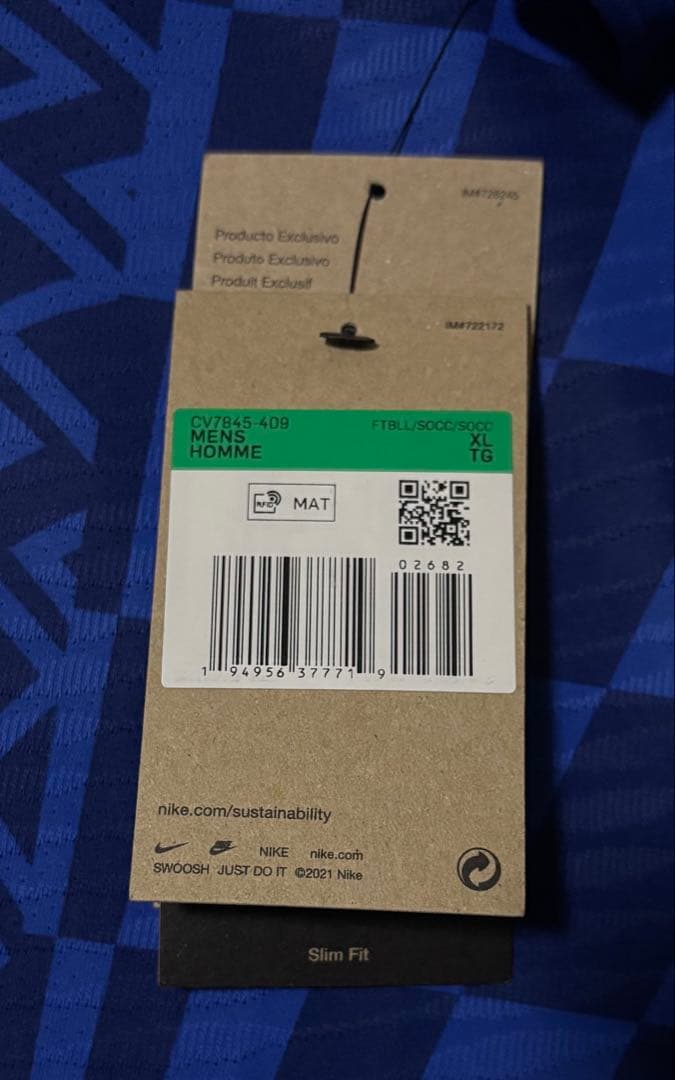 IM#728245
Producto Exclusivo
Produto Exclusivo
Produit Exclusif
IM#722172
CV7845-409 FTBLL/SOCC/SOCC
MENS XL
HOMME TG
RFID MAT
02682
1 94956 37771 9
nike.com/sustainability
NIKE nike.com
SWOOSH JUST DO IT ©2021 Nike
Slim Fit